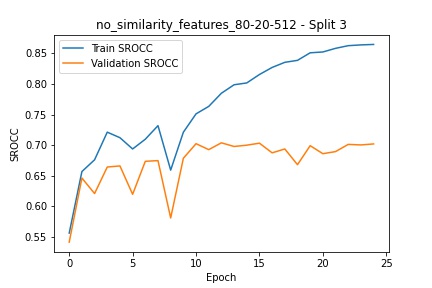 no_similarity_features_80-20-512 - Split 3
Train SROCC
Validation SROCC
0.85
0.80
0.75
0.70
0.65
0.60
0.55
SROCC
0 5 10 15 20 25
Epoch